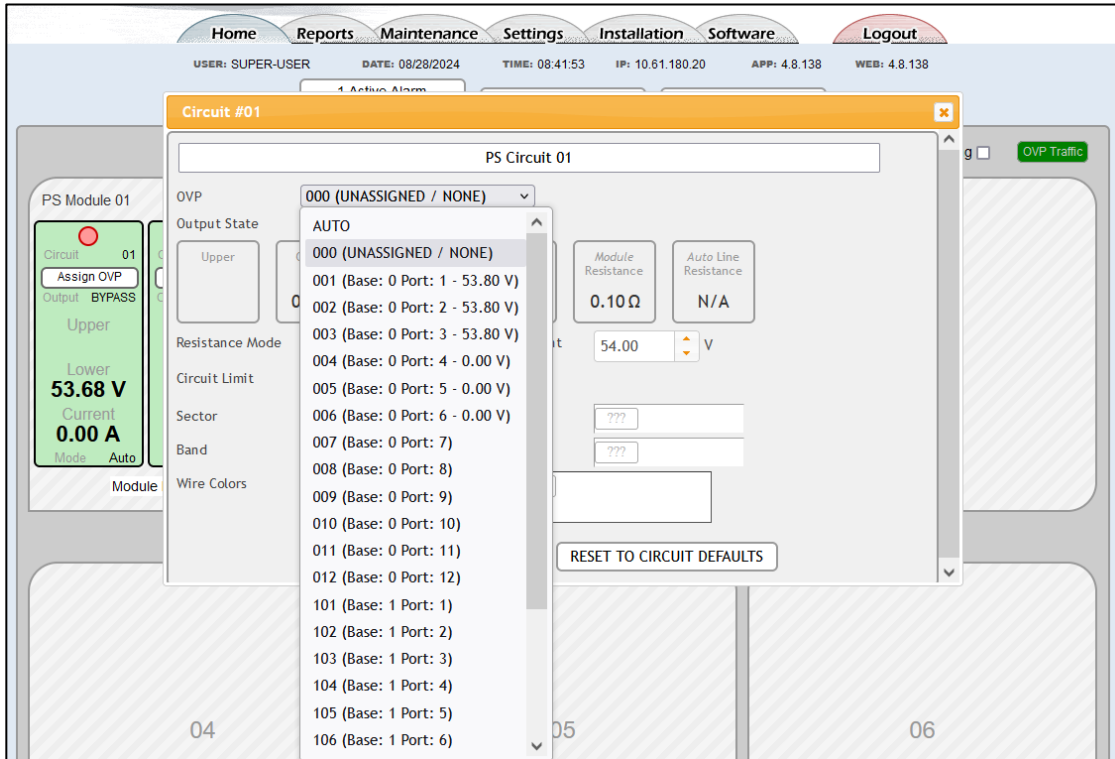 Home Reports Maintenance Settings Installation Software Logout
USER: SUPER-USER DATE: 08/28/2024 TIME: 08:41:53 IP: 10.61.180.20 APP: 4.8.138 WEB: 4.8.138
1 Active Alarm
Circuit #01
PS Circuit 01
g OVP Traffic
PS Module 01
OVP 000 (UNASSIGNED / NONE)
Output State
AUTO
000 (UNASSIGNED / NONE)
001 (Base: 0 Port: 1 - 53.80 V)
002 (Base: 0 Port: 2 - 53.80 V)
003 (Base: 0 Port: 3 - 53.80 V)
004 (Base: 0 Port: 4 - 0.00 V)
005 (Base: 0 Port: 5 - 0.00 V)
006 (Base: 0 Port: 6 - 0.00 V)
007 (Base: 0 Port: 7)
008 (Base: 0 Port: 8)
009 (Base: 0 Port: 9)
010 (Base: 0 Port: 10)
011 (Base: 0 Port: 11)
012 (Base: 0 Port: 12)
101 (Base: 1 Port: 1)
102 (Base: 1 Port: 2)
103 (Base: 1 Port: 3)
104 (Base: 1 Port: 4)
105 (Base: 1 Port: 5)
106 (Base: 1 Port: 6)
Upper
Module
Resistance
0.10 Ω
Auto Line
Resistance
N/A
Resistance Mode
54.00 V
Circuit Limit
Sector ???
Band ???
Wire Colors
RESET TO CIRCUIT DEFAULTS
Circuit 01
Assign OVP
Output BYPASS
Upper
Lower
53.68 V
Current
0.00 A
Mode Auto
Module
04
05
06